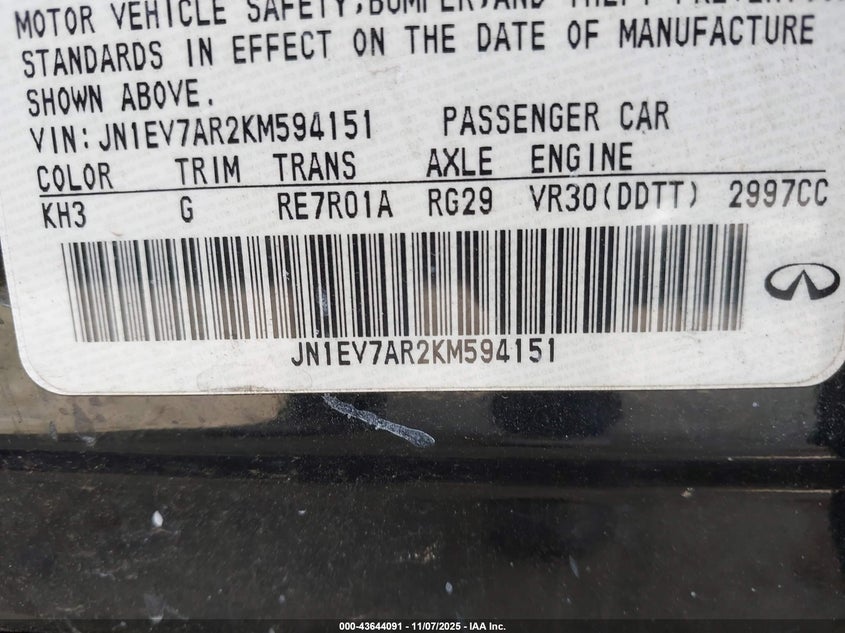 MOTOR VEHICLE SAFETY, BUMPER, AND THEFT PREVENTION
STANDARDS IN EFFECT ON THE DATE OF MANUFACTURE
SHOWN ABOVE.
VIN: JN1EV7AR2KM594151 PASSENGER CAR
COLOR TRIM TRANS AXLE ENGINE
KH3 G RE7R01A RG29 VR30(DDTT) 2997CC
JN1EV7AR2KM594151
000-43644091 - 11/07/2025 - IAA Inc.